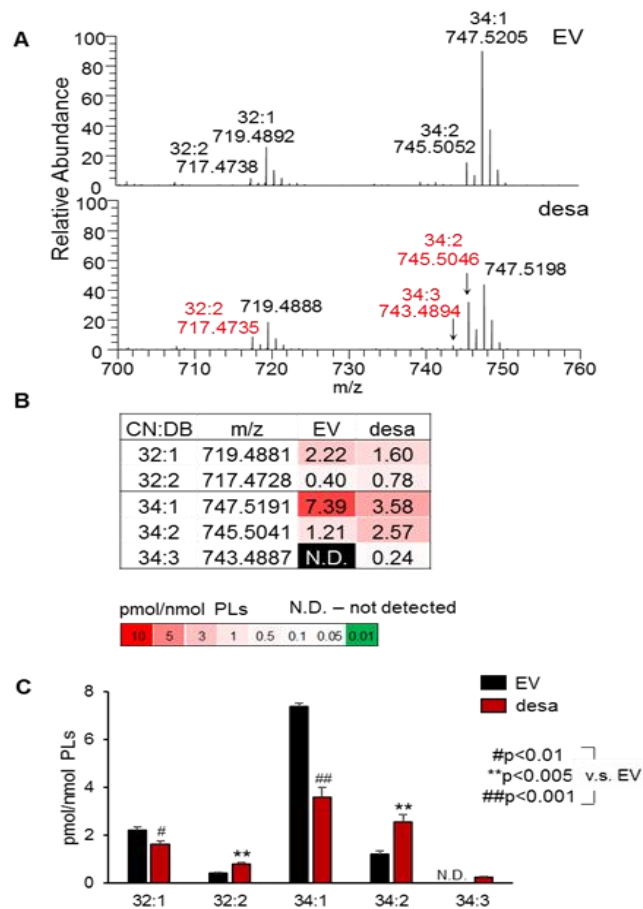 A
EV
34:1
747.5205
32:1
719.4892
32:2
717.4738
34:2
745.5052
100
80
60
40
20
0
Relative Abundance
desa
34:2
745.5046
747.5198
34:3
743.4894
32:2
717.4735
719.4888
100
80
60
40
20
0
700 710 720 730 740 750 760
m/z
B
CN:DB m/z EV desa
32:1 719.4881 2.22 1.60
32:2 717.4728 0.40 0.78
34:1 747.5191 7.39 3.58
34:2 745.5041 1.21 2.57
34:3 743.4887 N.D. 0.24
pmol/nmol PLs N.D. – not detected
10 5 3 1 0.5 0.1 0.05 0.01
C
pmol/nmol PLs
8
6
4
2
0
# ** ## ** N.D.
32:1 32:2 34:1 34:2 34:3
EV
desa
#p<0.01
**p<0.005 v.s. EV
##p<0.001